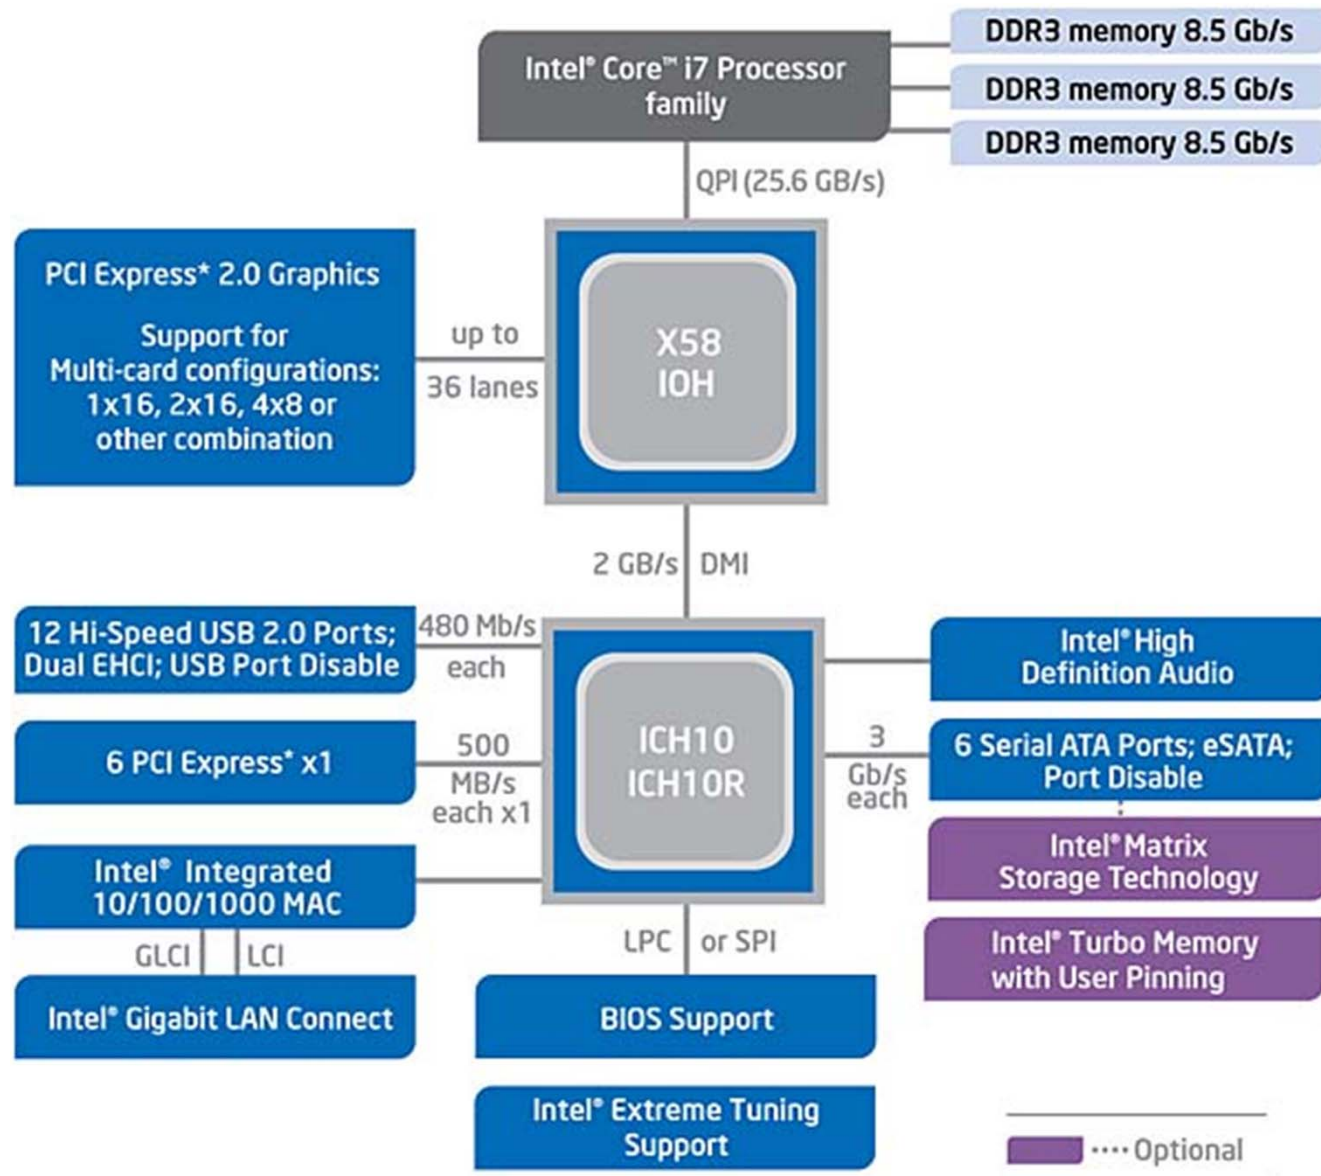 Intel® Core™ i7 Processor
family
DDR3 memory 8.5 Gb/s
DDR3 memory 8.5 Gb/s
DDR3 memory 8.5 Gb/s
QPI (25.6 GB/s)
PCI Express* 2.0 Graphics
Support for
Multi-card configurations:
1x16, 2x16, 4x8 or
other combination
up to
36 lanes
X58
IOH
2 GB/s DMI
12 Hi-Speed USB 2.0 Ports;
Dual EHCI; USB Port Disable
480 Mb/s
each
6 PCI Express* x1
500
MB/s
each x1
Intel® Integrated
10/100/1000 MAC
GLCI LCI
Intel® Gigabit LAN Connect
ICH10
ICH10R
Intel® High
Definition Audio
3
Gb/s
each
6 Serial ATA Ports; eSATA;
Port Disable
Intel® Matrix
Storage Technology
Intel® Turbo Memory
with User Pinning
LPC or SPI
BIOS Support
Intel® Extreme Tuning
Support
Optional